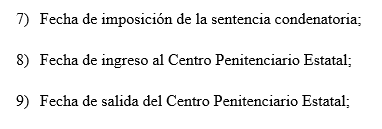 7) Fecha de imposición de la sentencia condenatoria;
8) Fecha de ingreso al Centro Penitenciario Estatal;
9) Fecha de salida del Centro Penitenciario Estatal;